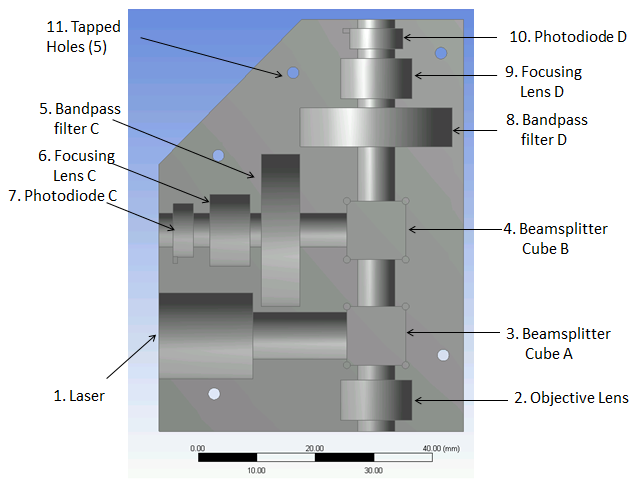 11. Tapped
Holes (5)
10. Photodiode D
9. Focusing
Lens D
5. Bandpass
filter C
8. Bandpass
filter D
6. Focusing
Lens C
7. Photodiode C
4. Beamsplitter
Cube B
3. Beamsplitter
Cube A
1. Laser
2. Objective Lens
0.00
20.00
40.00 (mm)
10.00
30.00